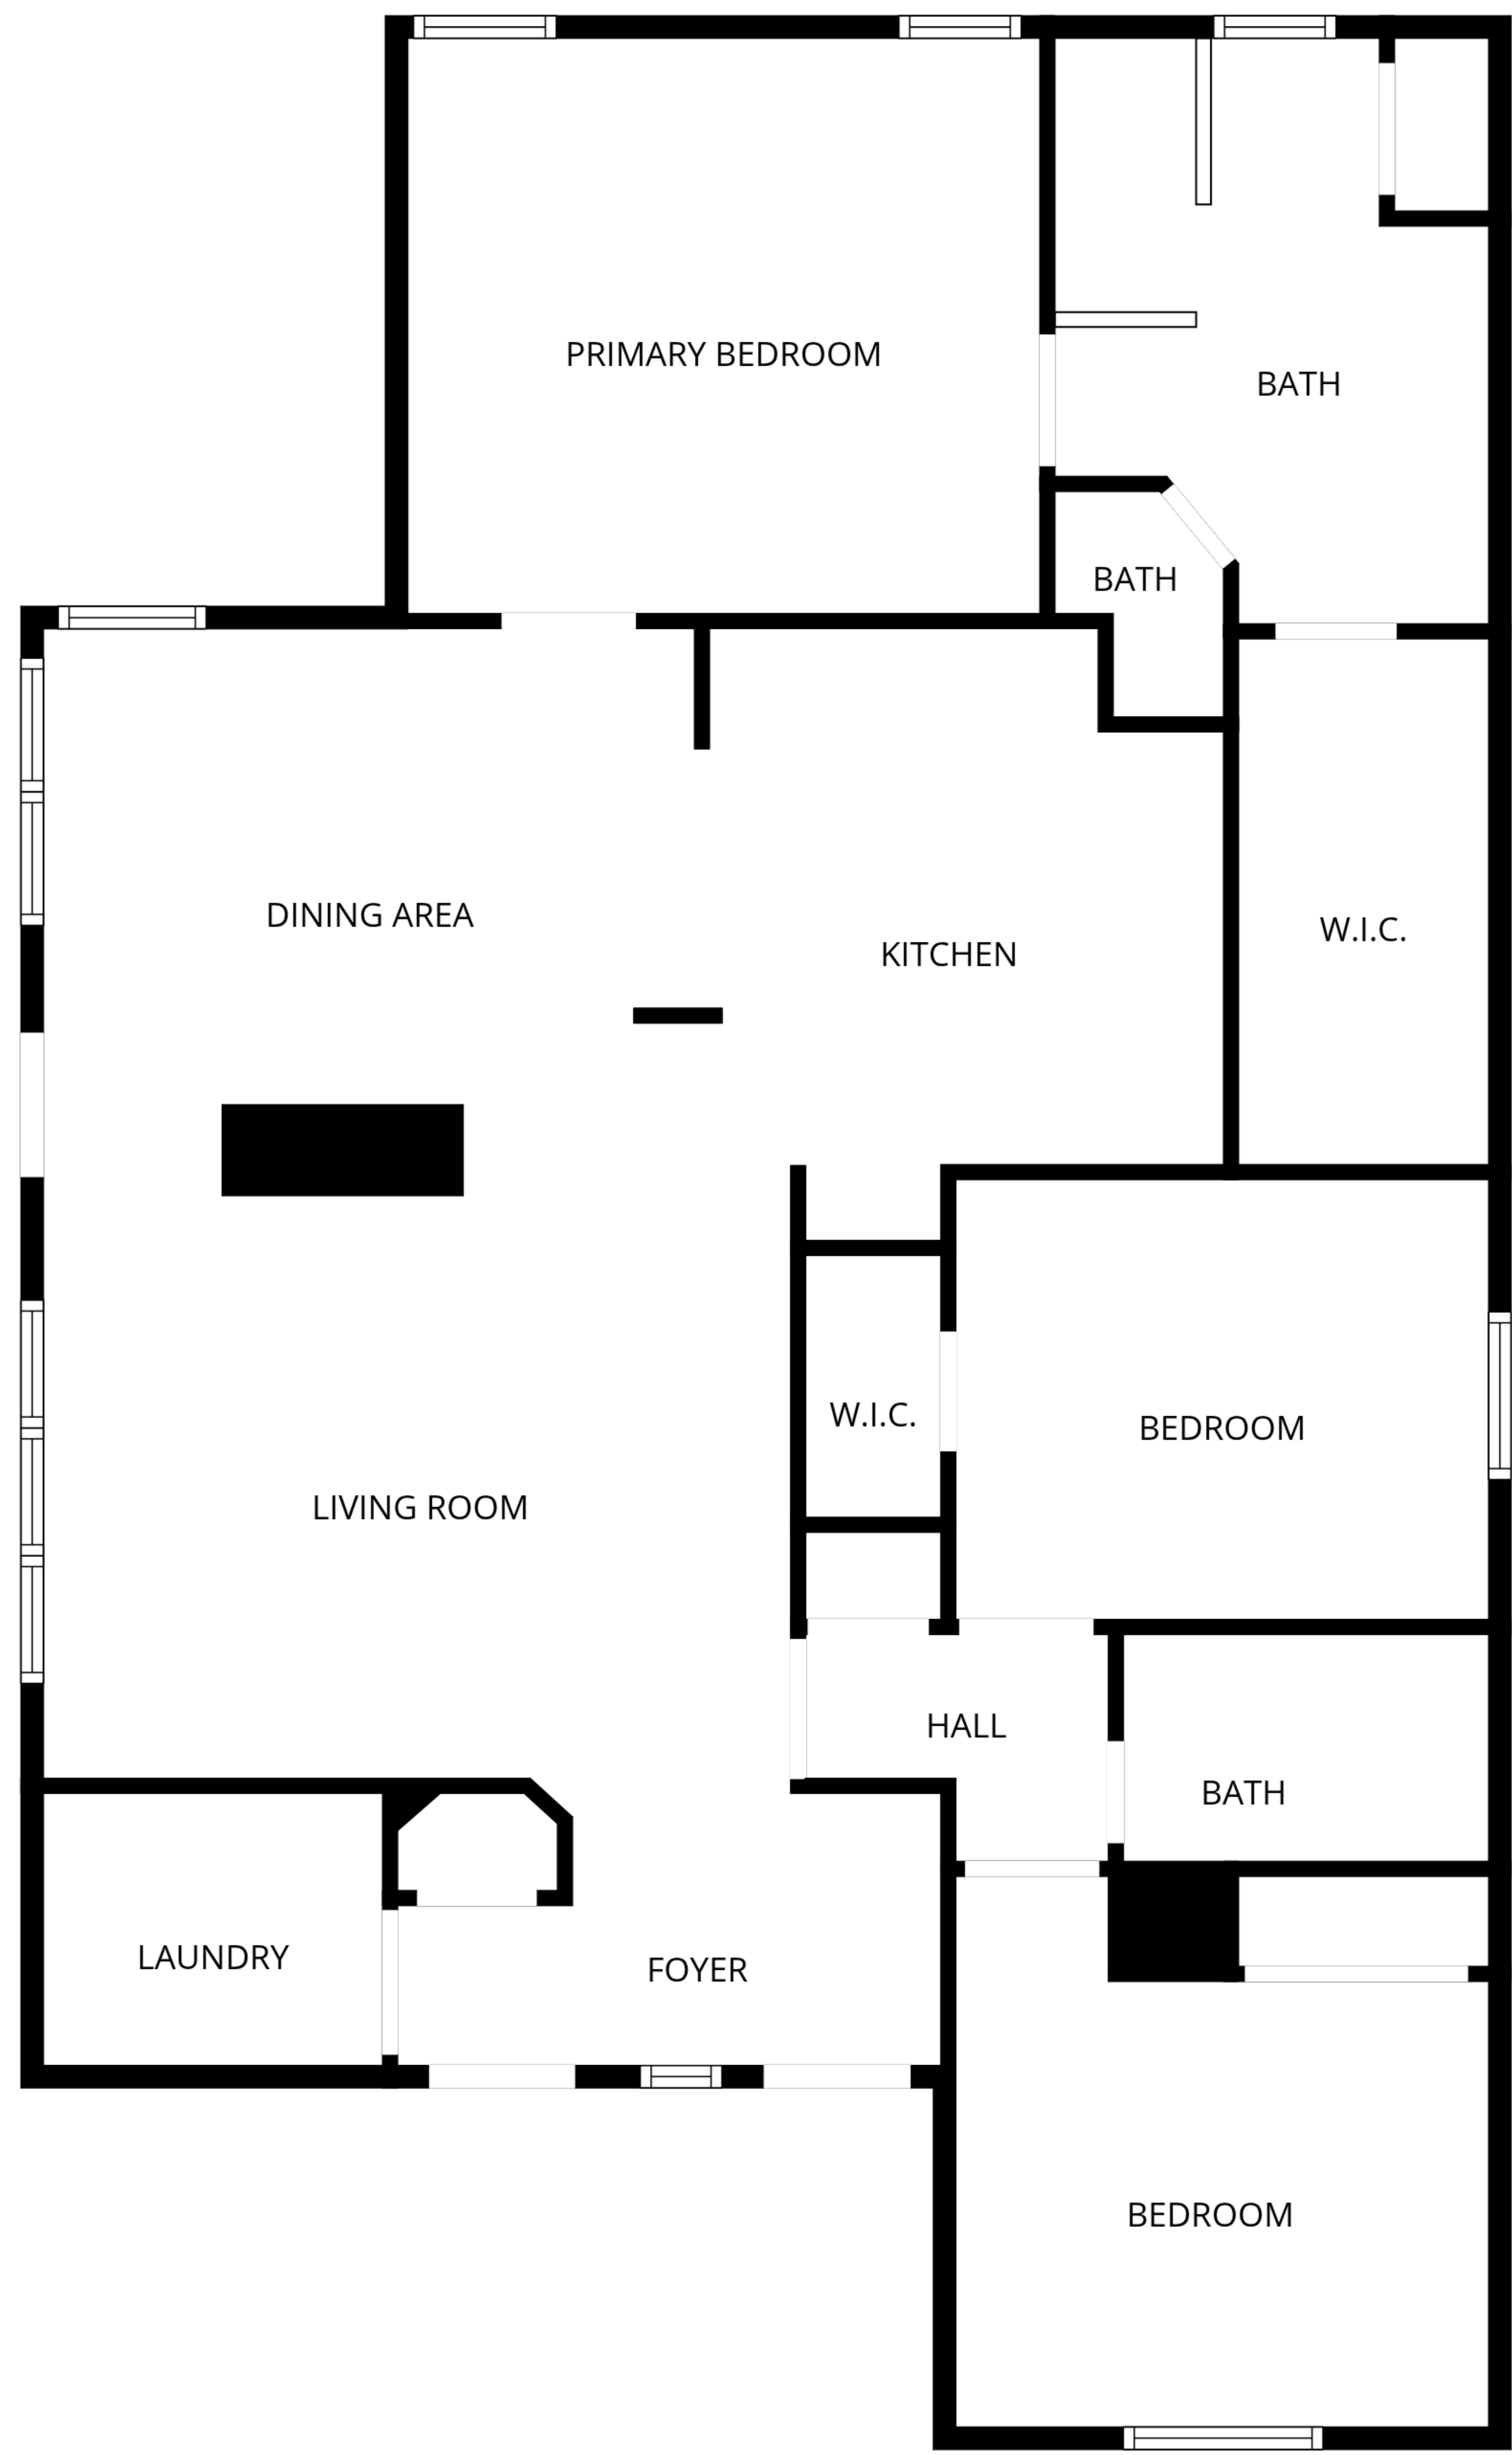 PRIMARY BEDROOM
BATH
BATH
DINING AREA
KITCHEN
W.I.C.
W.I.C.
BEDROOM
LIVING ROOM
HALL
BATH
LAUNDRY
FOYER
BEDROOM